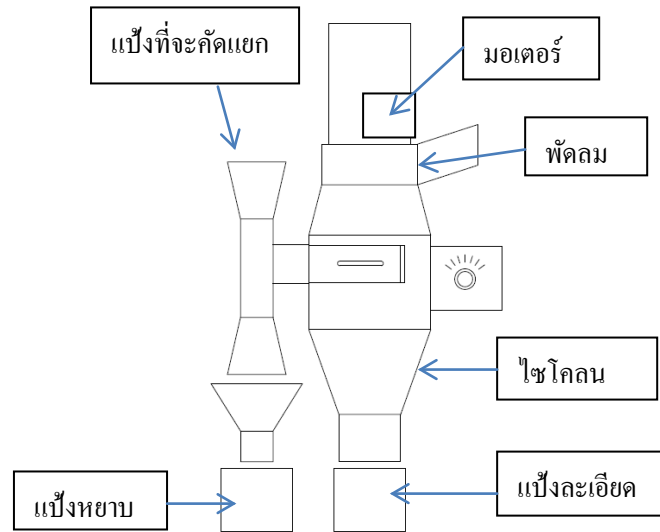 แป้งที่จะคัดแยก
มอเตอร์
พัดลม
ไซโคลน
แป้งหยาบ
แป้งละเอียด